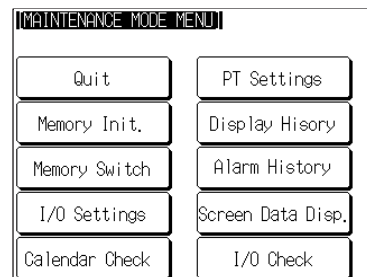 [MAINTENANCE MODE MENU]
Quit
PT Settings
Memory Init.
Display Hisory
Memory Switch
Alarm History
I/O Settings
Screen Data Disp.
Calendar Check
I/O Check